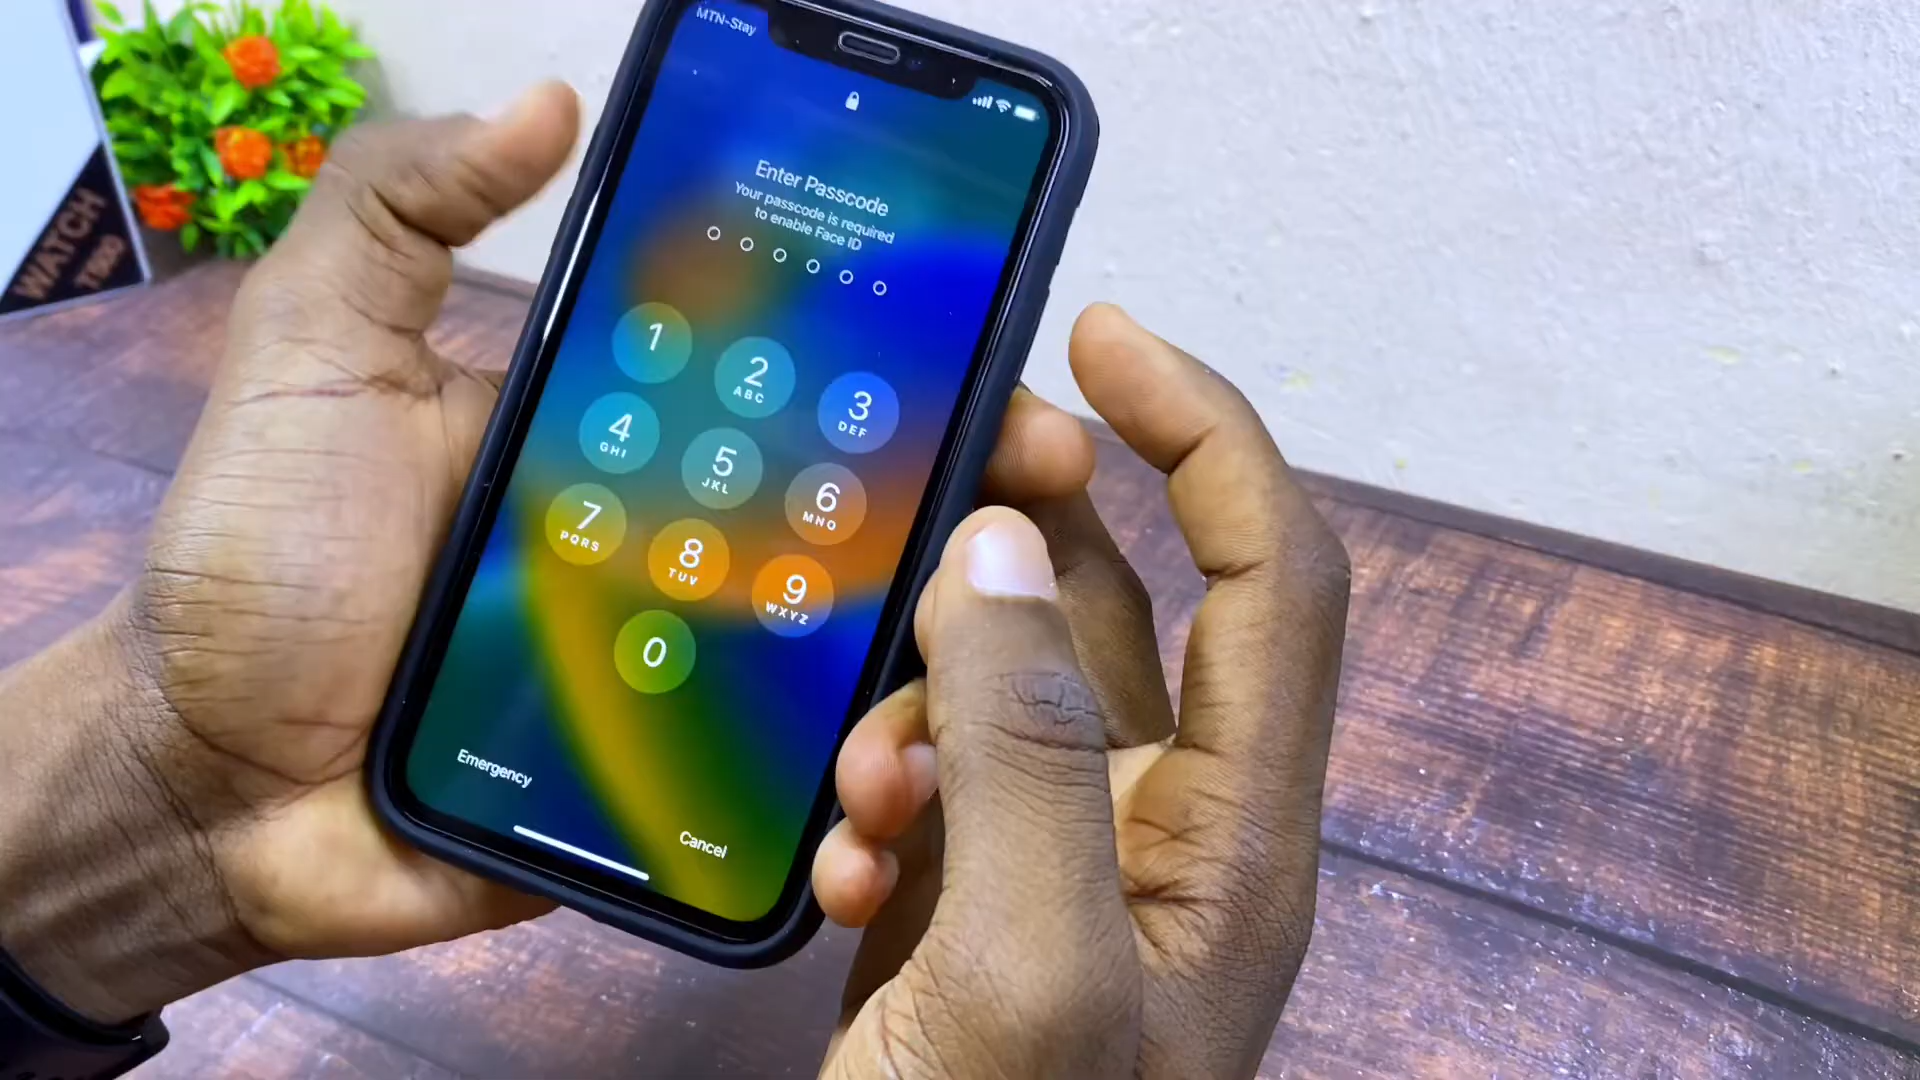 MTN-Stay
Enter Passcode
Your passcode is required
to enable Face ID
1
2
ABC
3
DEF
4
GHI
5
JKL
6
MNO
7
PQRS
8
TUV
9
WXYZ
0
Emergency
Cancel
WATCH
T500